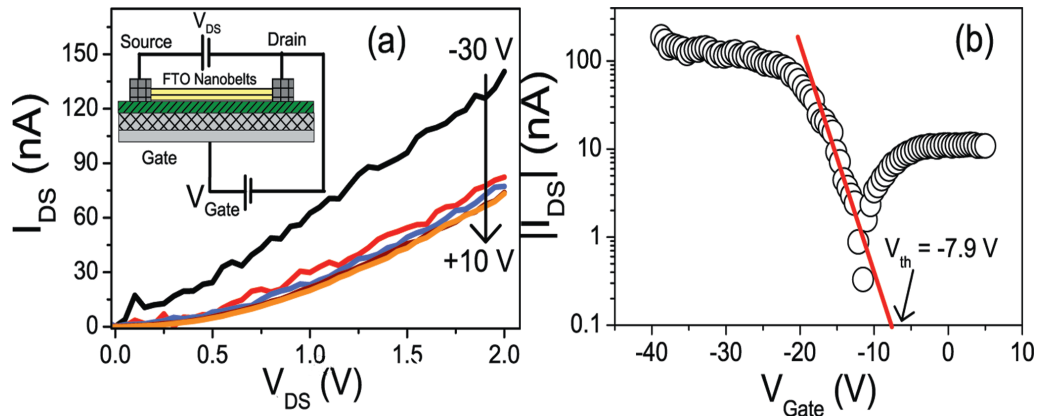 (a)
V_DS
Source
Drain
FTO Nanobelts
Gate
V_Gate
-30 V
+10 V
150
120
90
60
30
0
I_DS (nA)
0.0
0.5
1.0
1.5
2.0
V_DS (V)
(b)
100
10
1
0.1
|I_DS| (nA)
V_th = -7.9 V
-40
-30
-20
-10
0
10
V_Gate (V)